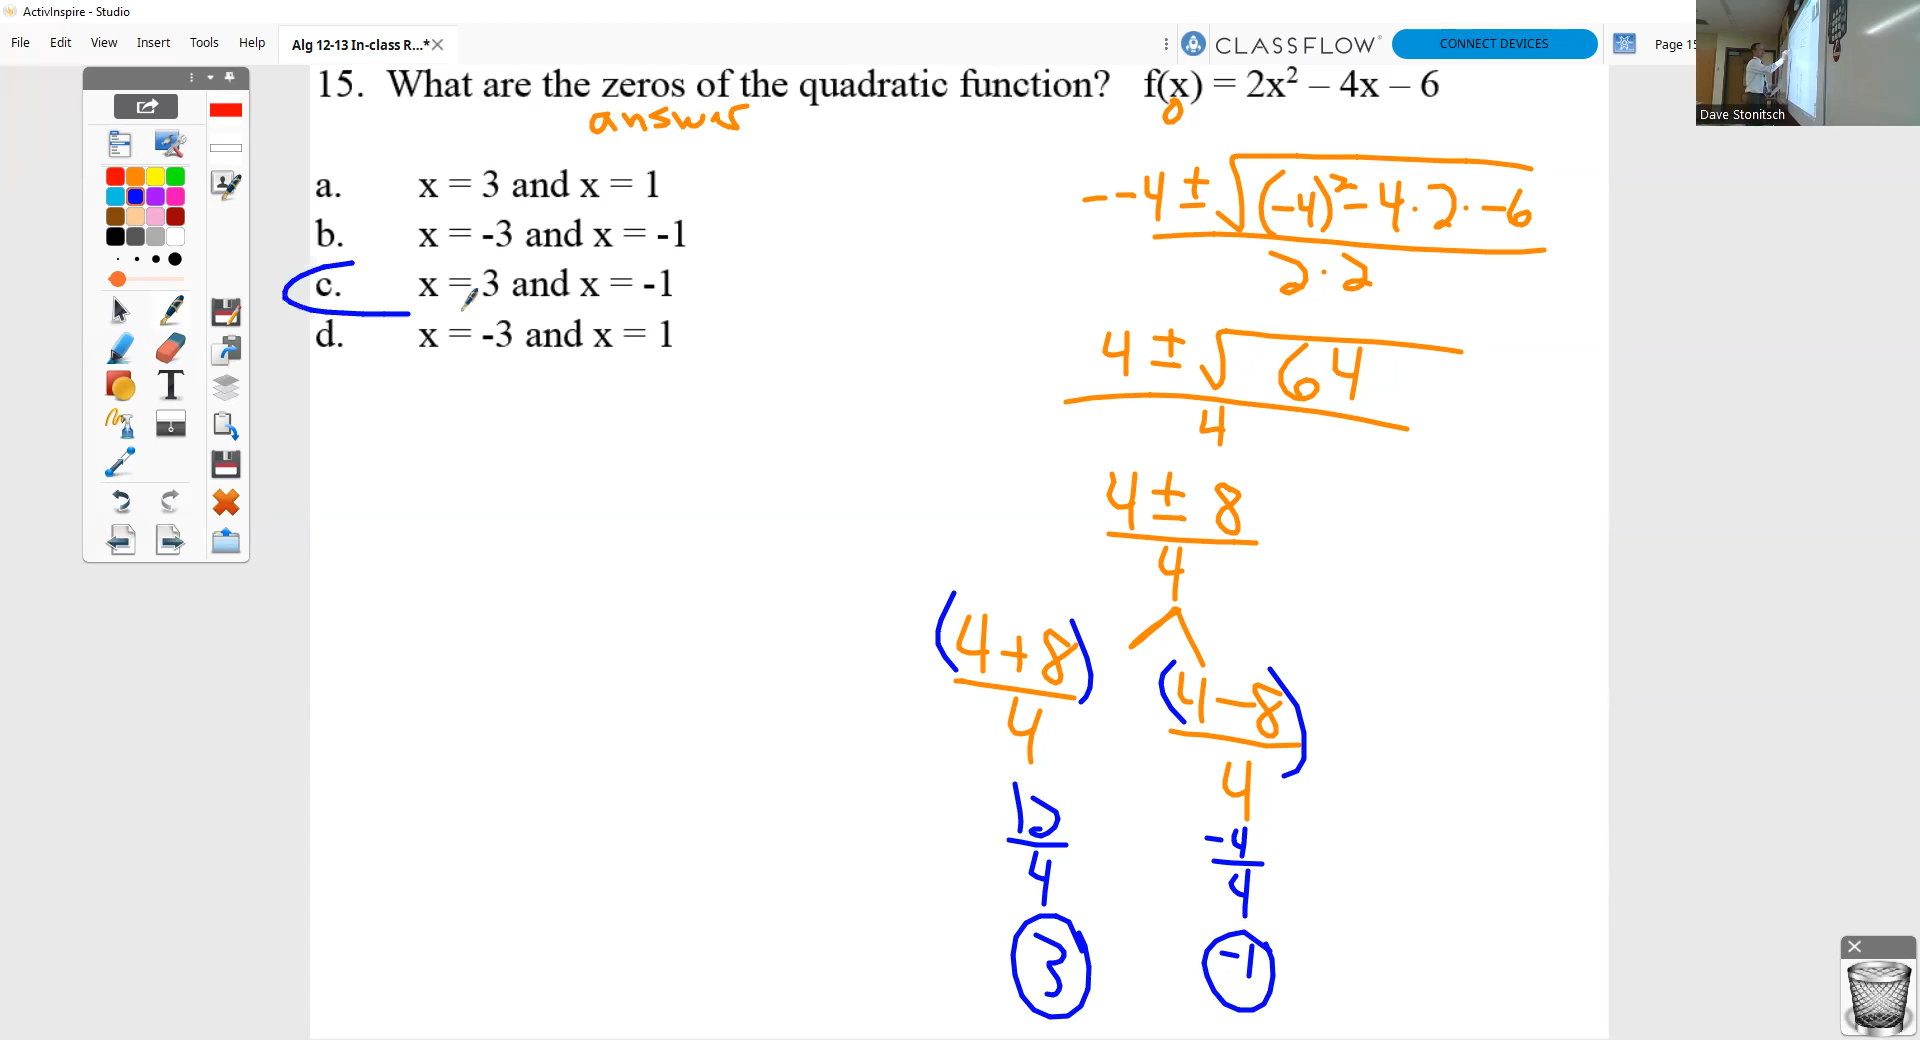 ActivInspire - Studio
File Edit View Insert Tools Help
Alg 12-13 In-class R...*
CLASSFLOW
CONNECT DEVICES
Page 15
Dave Stonitsch
15. What are the zeros of the quadratic function? f(x) = 2x² – 4x – 6
answer
0
a. x = 3 and x = 1
b. x = -3 and x = -1
c. x = 3 and x = -1
d. x = -3 and x = 1
--4 ± √(-4)² - 4 · 2 · -6
2 · 2
4 ± √64
4
4 ± 8
4
(4 + 8)
4
(4 - 8)
4
12
4
-4
4
3
-1
T